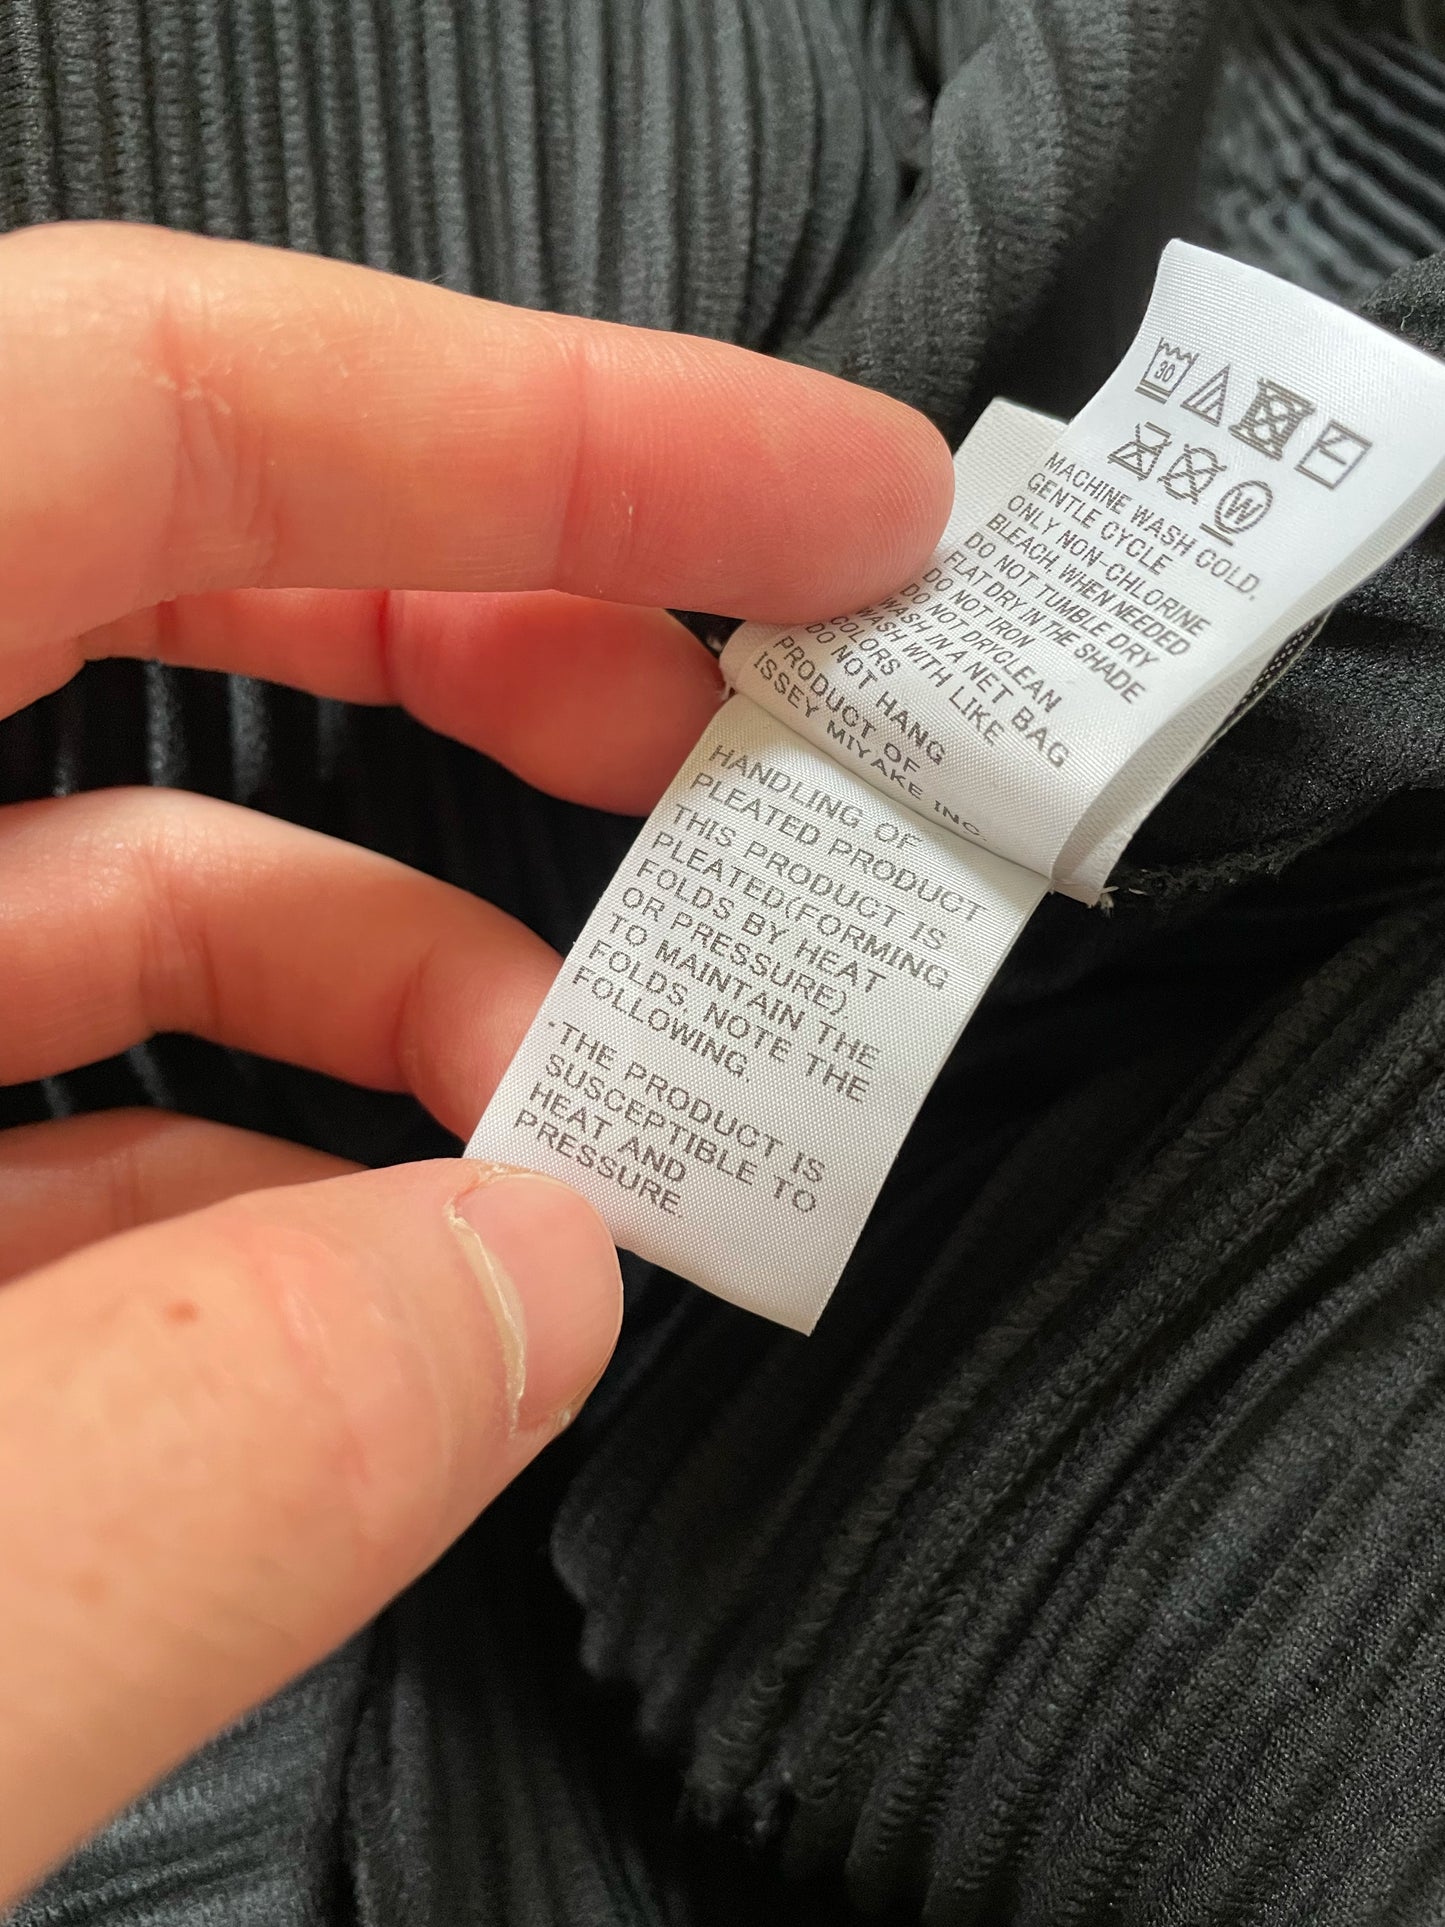 30
W
MACHINE WASH COLD,
GENTLE CYCLE
ONLY NON-CHLORINE
BLEACH, WHEN NEEDED
DO NOT TUMBLE DRY
FLAT DRY IN THE SHADE
DO NOT IRON
DO NOT DRYCLEAN
WASH IN A NET BAG
WASH WITH LIKE
COLORS
DO NOT HANG
PRODUCT OF
ISSEY MIYAKE INC.
HANDLING OF
PLEATED PRODUCT
THIS PRODUCT IS
PLEATED(FORMING
FOLDS BY HEAT
OR PRESSURE).
TO MAINTAIN THE
FOLDS, NOTE THE
FOLLOWING.
·THE PRODUCT IS
SUSCEPTIBLE TO
HEAT AND
PRESSURE.